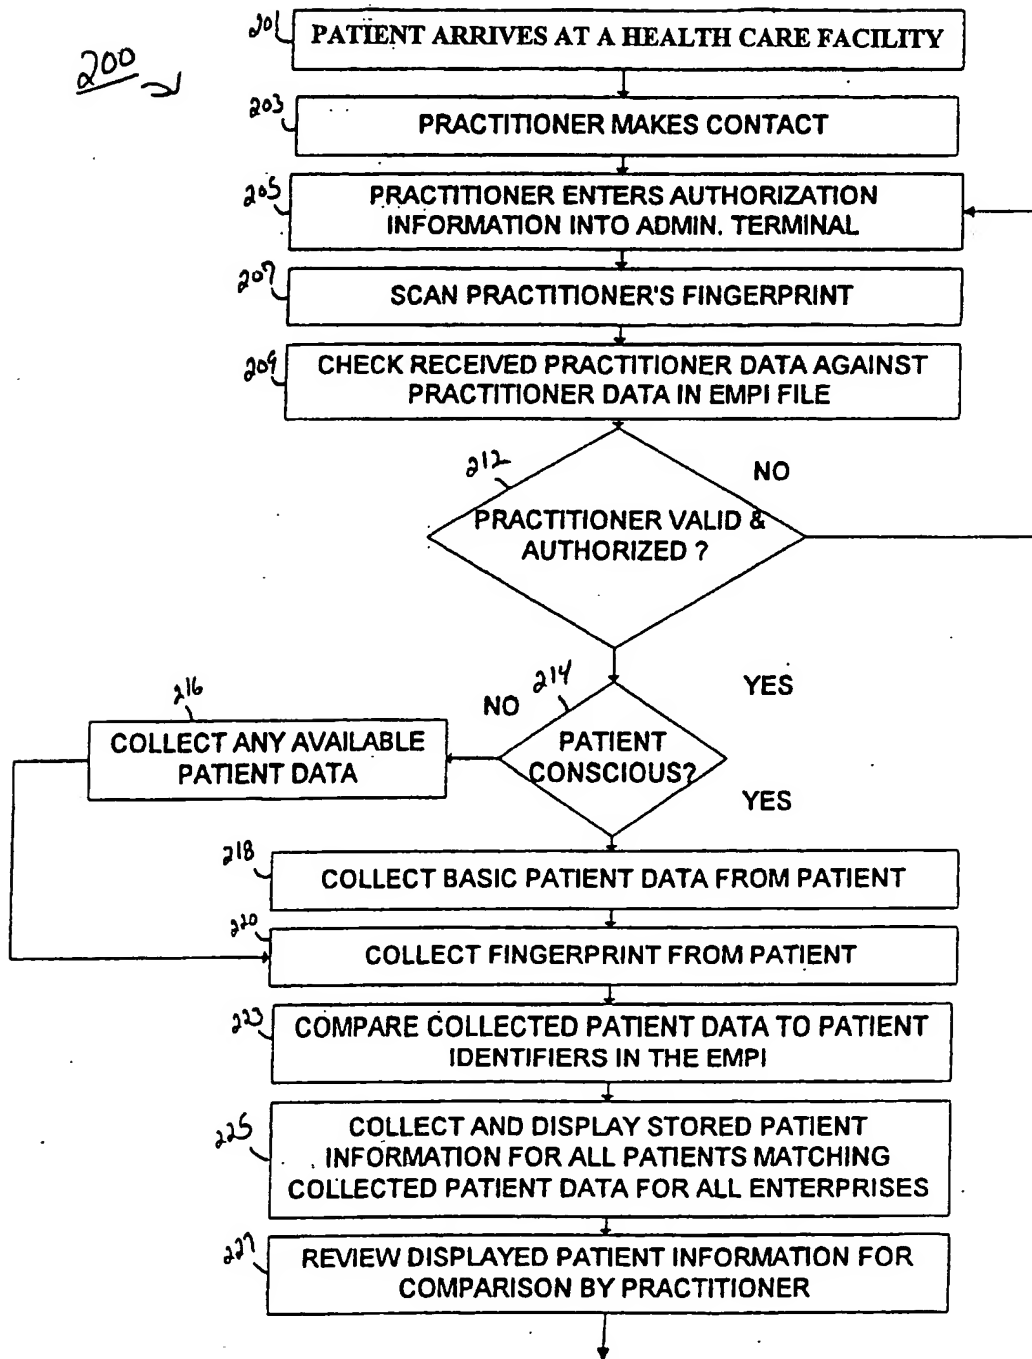 200
201
PATIENT ARRIVES AT A HEALTH CARE FACILITY
203
PRACTITIONER MAKES CONTACT
205
PRACTITIONER ENTERS AUTHORIZATION
INFORMATION INTO ADMIN. TERMINAL
207
SCAN PRACTITIONER'S FINGERPRINT
209
CHECK RECEIVED PRACTITIONER DATA AGAINST
PRACTITIONER DATA IN EMPI FILE
212
NO
PRACTITIONER VALID &
AUTHORIZED ?
YES
214
NO
216
COLLECT ANY AVAILABLE
PATIENT DATA
PATIENT
CONSCIOUS?
YES
218
COLLECT BASIC PATIENT DATA FROM PATIENT
220
COLLECT FINGERPRINT FROM PATIENT
223
COMPARE COLLECTED PATIENT DATA TO PATIENT
IDENTIFIERS IN THE EMPI
225
COLLECT AND DISPLAY STORED PATIENT
INFORMATION FOR ALL PATIENTS MATCHING
COLLECTED PATIENT DATA FOR ALL ENTERPRISES
227
REVIEW DISPLAYED PATIENT INFORMATION FOR
COMPARISON BY PRACTITIONER